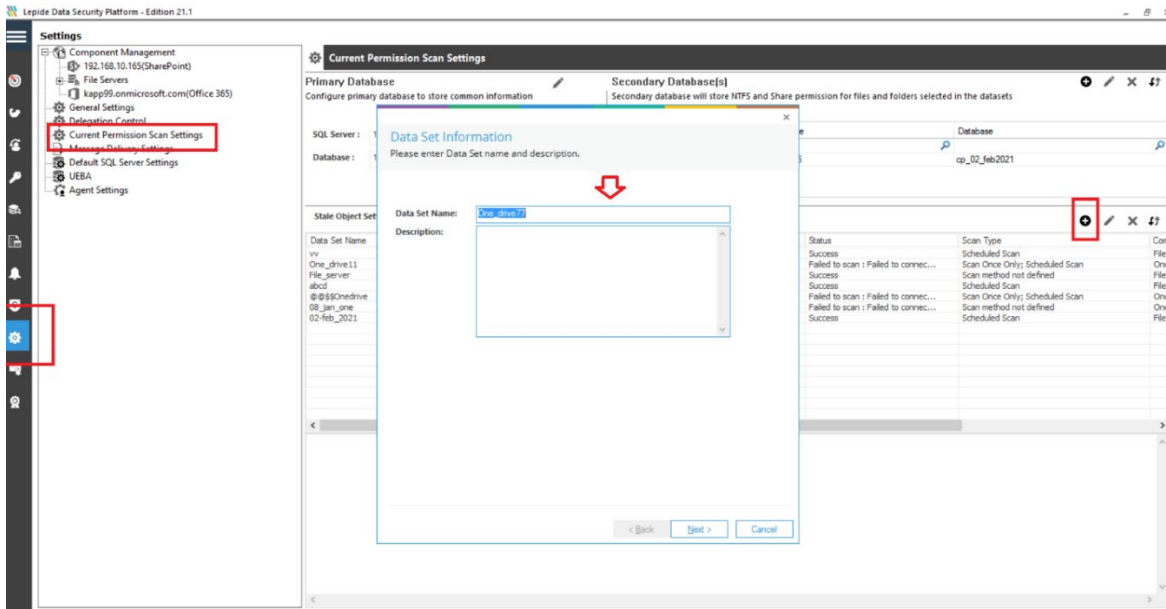 Lepide Data Security Platform - Edition 21.1
Settings
Component Management
192.168.10.165(SharePoint)
File Servers
kapp99.onmicrosoft.com(Office 365)
General Settings
Delegation Control
Current Permission Scan Settings
Message Delivery Settings
Default SQL Server Settings
UEBA
Agent Settings
Current Permission Scan Settings
Primary Database
Configure primary database to store common information
SQL Server :
Database :
Secondary Database[s]
Secondary database will store NTFS and Share permission for files and folders selected in the datasets
Database
cp_02_feb2021
Data Set Information
Please enter Data Set name and description.
Data Set Name: One_drive77
Description:
< Back Next > Cancel
Stale Object Set
Data Set Name Status Scan Type
vv Success Scheduled Scan
One_drive11 Failed to scan : Failed to connec... Scan Once Only; Scheduled Scan
File_server Success Scan method not defined
abcd Success Scheduled Scan
@@$$Onedrive Failed to scan : Failed to connec... Scan Once Only; Scheduled Scan
08_jan_one Failed to scan : Failed to connec... Scan method not defined
02-feb_2021 Success Scheduled Scan